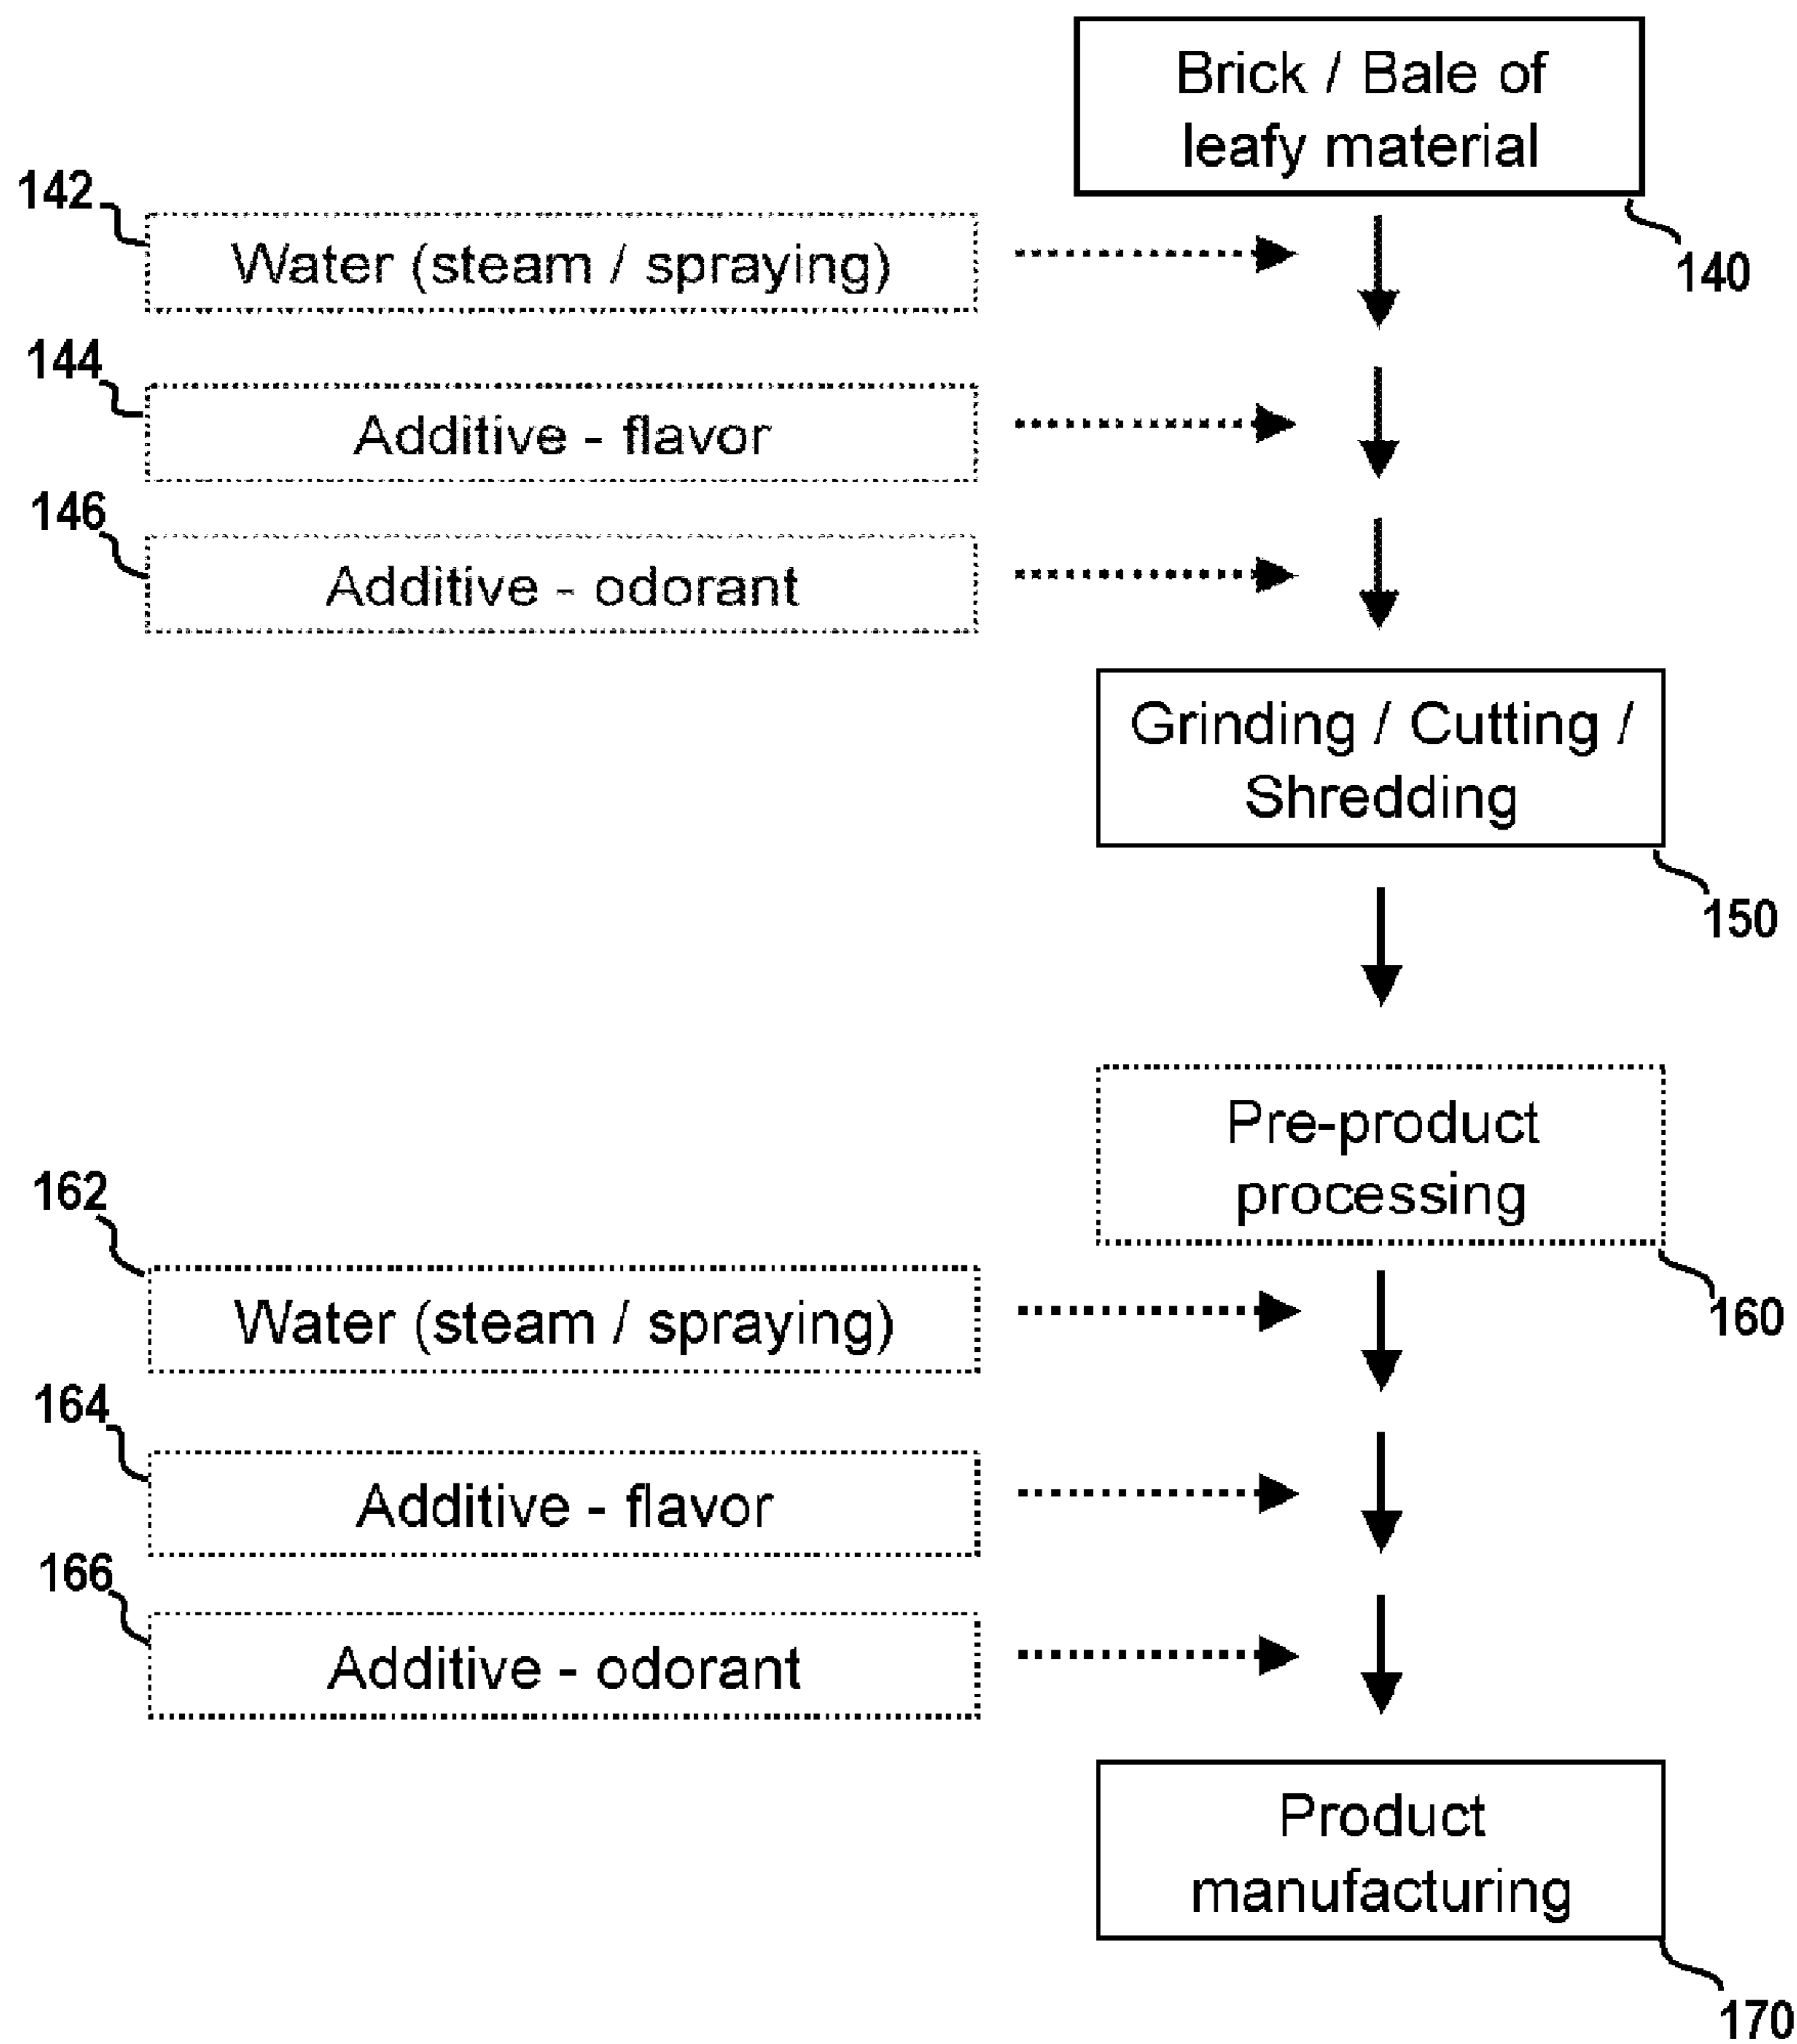 Brick / Bale of
leafy material
140
142
Water (steam / spraying)
144
Additive - flavor
146
Additive - odorant
Grinding / Cutting /
Shredding
150
Pre-product
processing
160
162
Water (steam / spraying)
164
Additive - flavor
166
Additive - odorant
Product
manufacturing
170